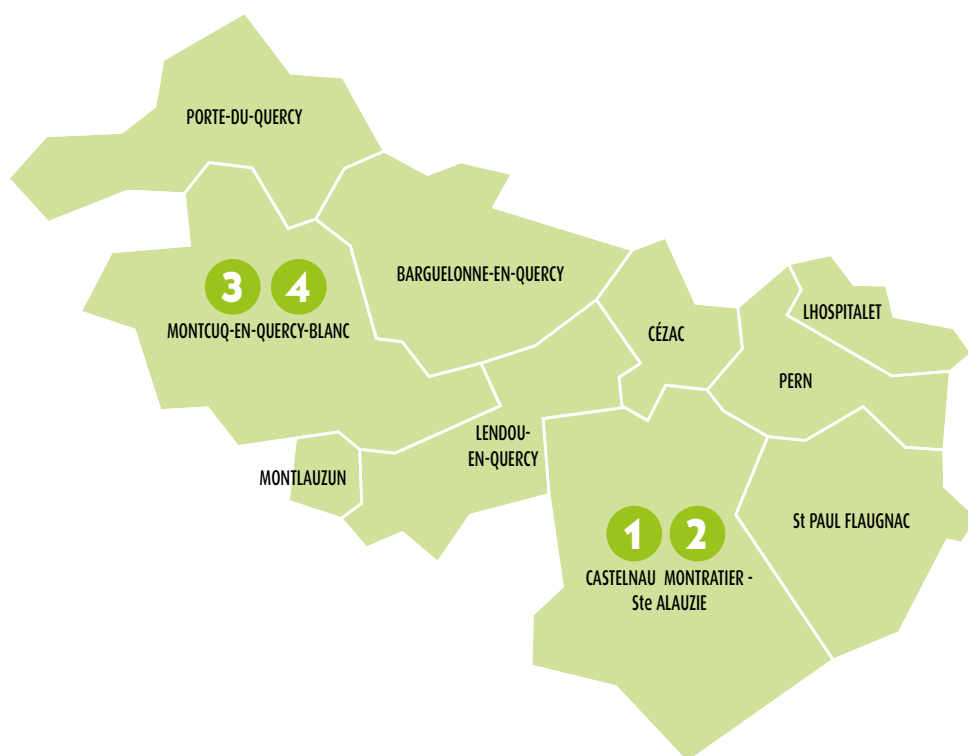 PORTE-DU-QUERCY
BARGUELONNE-EN-QUERCY
3 4
MONTCUQ-EN-QUERCY-BLANC
CÉZAC
LHOSPITALET
PERN
LENDOU-
EN-QUERCY
MONTLAUZUN
St PAUL FLAUGNAC
1 2
CASTELNAU MONTRATIER -
Ste ALAUZIE